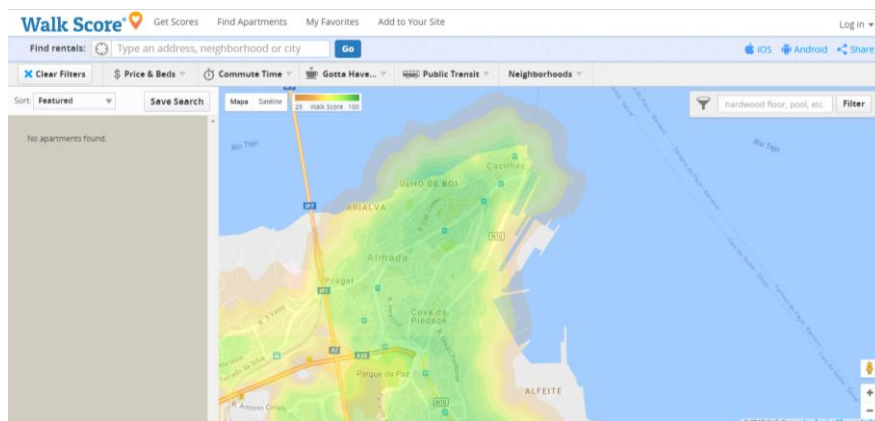 Walk Score® Get Scores Find Apartments My Favorites Add to Your Site Log in
Find rentals: Type an address, neighborhood or city Go iOS Android Share
Clear Filters Price & Beds Commute Time Gotta Have... Public Transit Neighborhoods
Sort: Featured Save Search
Mapa Satélite
25 Walk Score 100
hardwood floor, pool, etc. Filter
No apartments found.
Rio Tejo
Rio Tejo
Cacilhas
OLHO DE BOI
IP7
ARIALVA
N10
Almada
Pragal
IP7
Cova da
Piedade
A2
A38
Parque da Paz
ALFEITE
N10
R. António